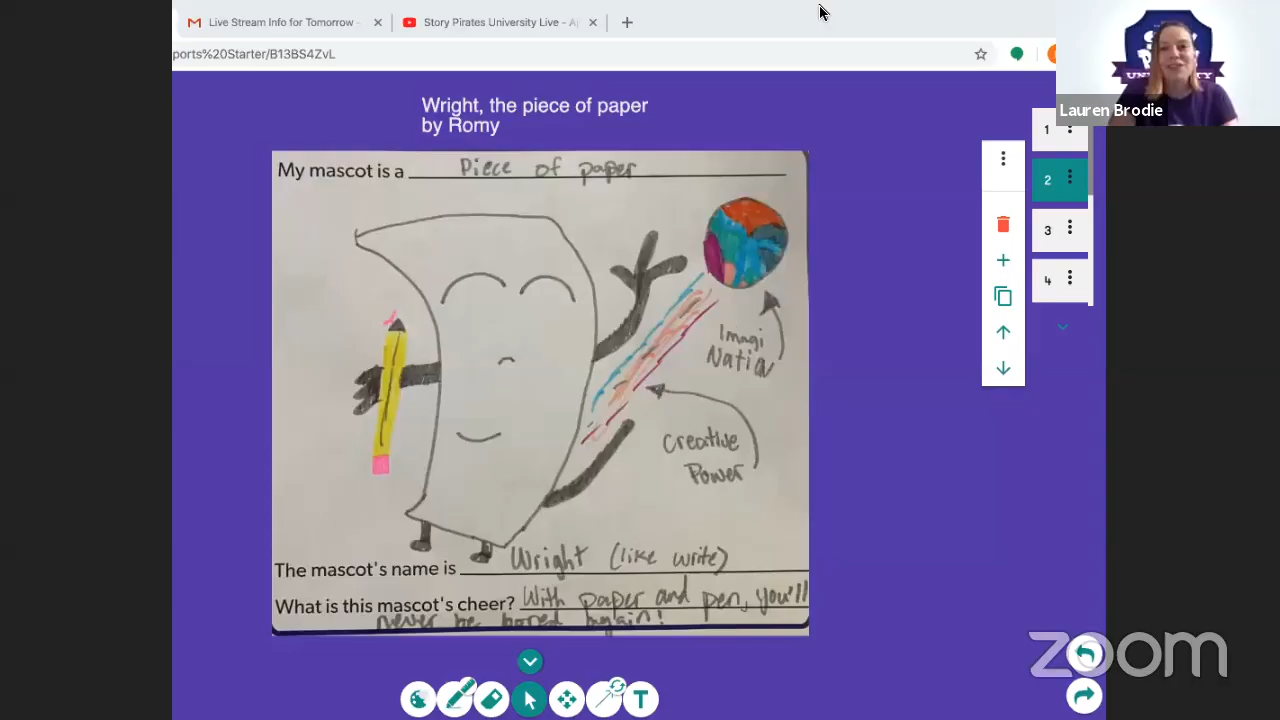 Live Stream Info for Tomorrow -
Story Pirates University Live - Ap
ports%20Starter/B13BS4ZvL
Lauren Brodie
Wright, the piece of paper
by Romy
1
2
3
4
My mascot is a Piece of paper
Imagi
Natio
Creative
Power
The mascot's name is Wright (like write)
What is this mascot's cheer? With paper and pen, you'll
never be bored again!
T
zoom